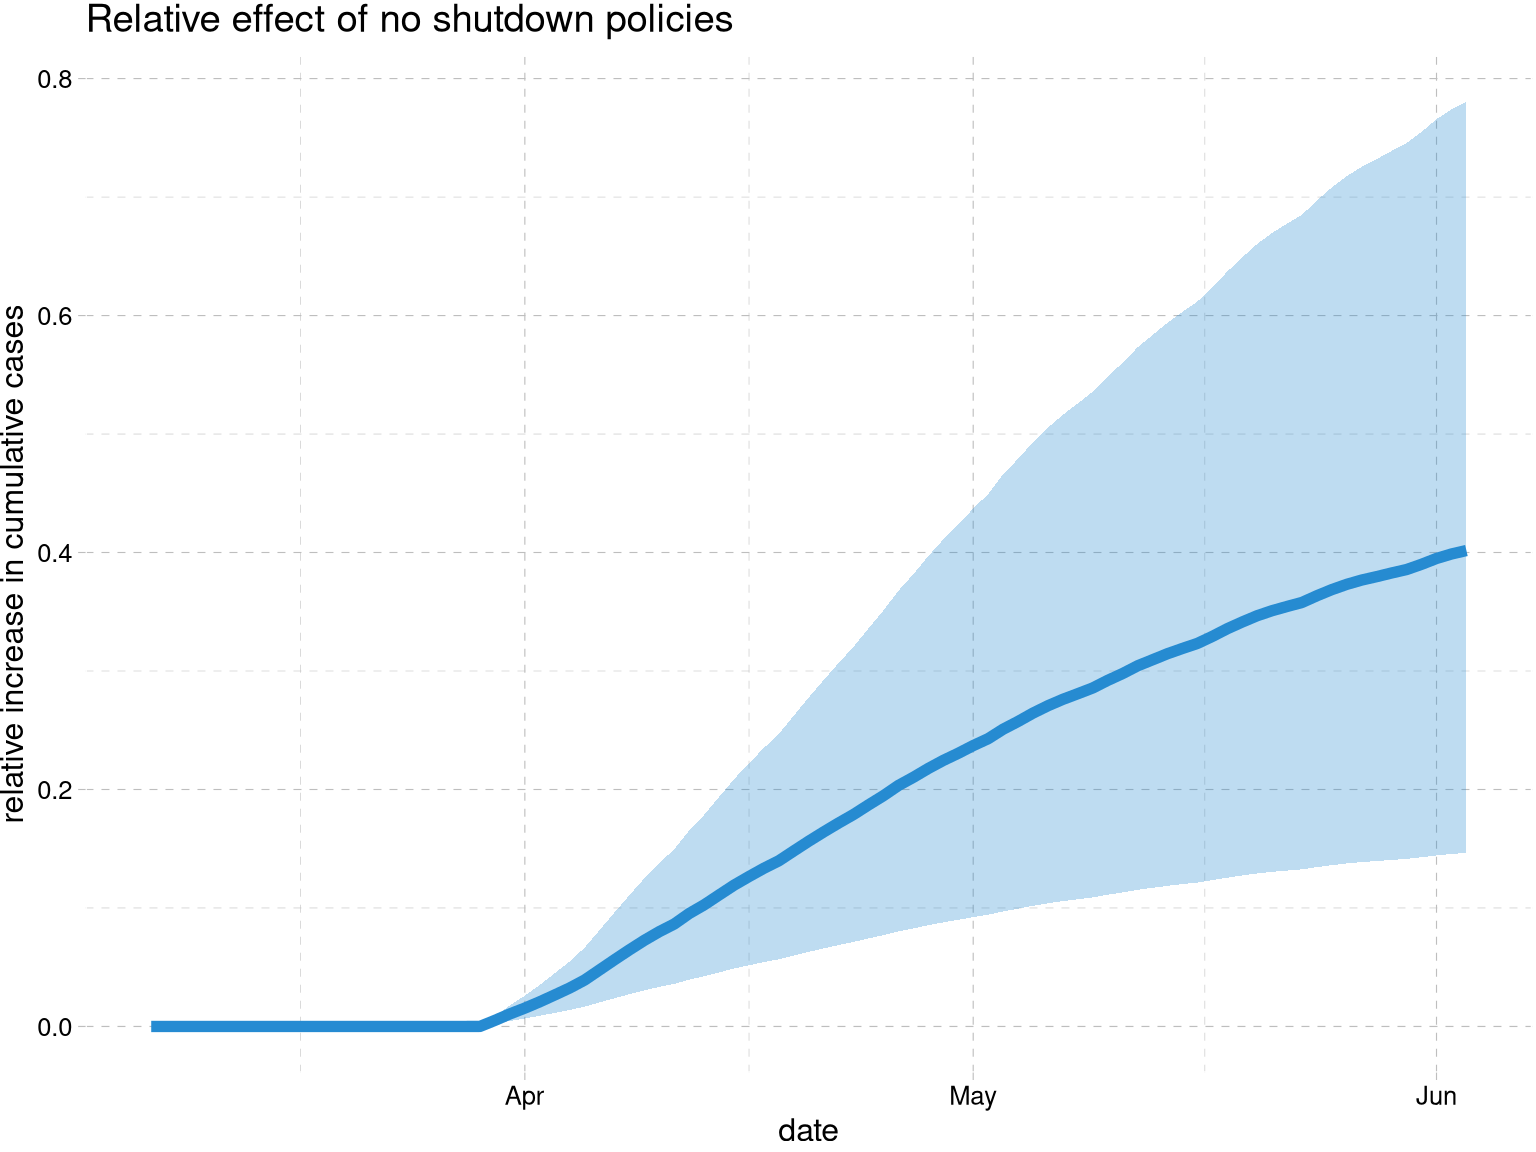 Relative effect of no shutdown policies
relative increase in cumulative cases
0.8
0.6
0.4
0.2
0.0
Apr
May
Jun
date